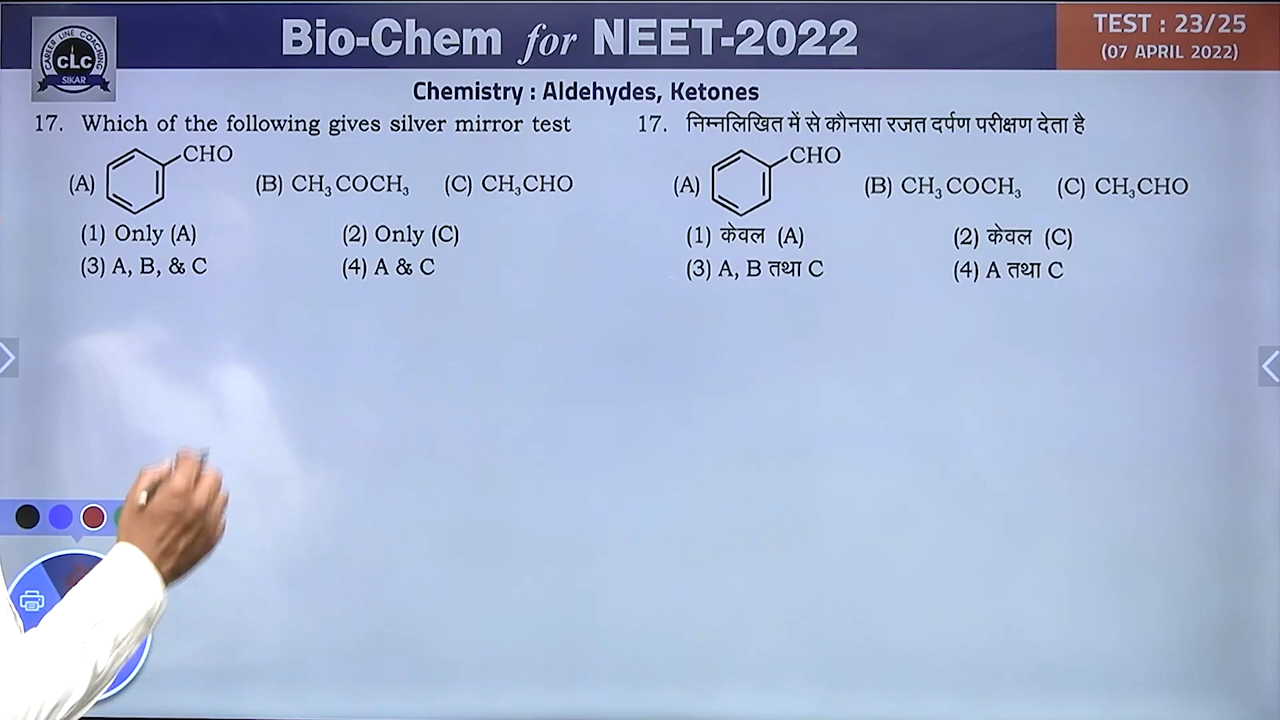 CAREER LINE COACHING
CLC
SIKAR
Bio-Chem for NEET-2022
TEST : 23/25
(07 APRIL 2022)
Chemistry : Aldehydes, Ketones
17. Which of the following gives silver mirror test
(A) CHO (B) CH₃COCH₃ (C) CH₃CHO
(1) Only (A) (2) Only (C)
(3) A, B, & C (4) A & C
17. निम्नलिखित में से कौनसा रजत दर्पण परीक्षण देता है
(A) CHO (B) CH₃COCH₃ (C) CH₃CHO
(1) केवल (A) (2) केवल (C)
(3) A, B तथा C (4) A तथा C